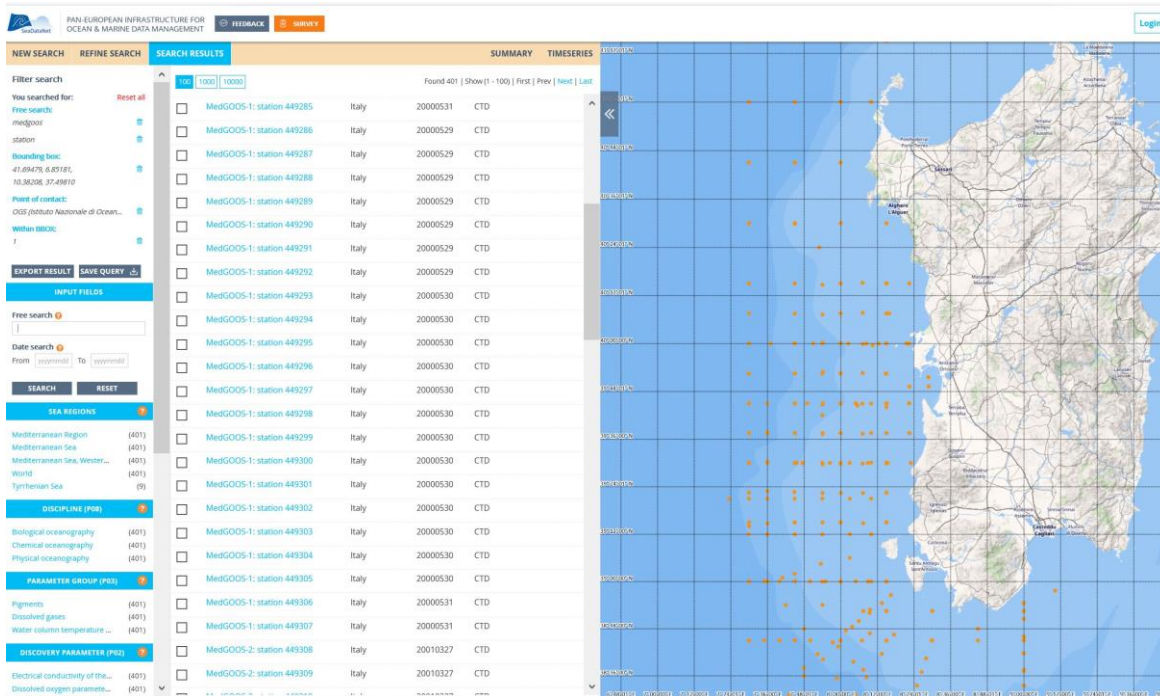 SeaDataNet
PAN-EUROPEAN INFRASTRUCTURE FOR
OCEAN & MARINE DATA
MANAGEMENT
FEEDBACK
SURVEY
Login
NEW SEARCH
REFINE SEARCH
SEARCH RESULTS
SUMMARY
TIMESERIES
Filter search
You searched for:
Reset all
Free search:
medgoos
station
Bounding box:
41.69479, 6.85181,
10.38208, 37.49810
Point of contact:
OGS (Istituto Nazionale di Ocean...
Within BBOX:
1
EXPORT RESULT
SAVE QUERY
INPUT FIELDS
Free search
Date search
From yyyymmdd To yyyymmdd
SEARCH
RESET
SEA REGIONS
Mediterranean Region (401)
Mediterranean Sea (401)
Mediterranean Sea, Wester... (401)
World (401)
Tyrrhenian Sea (9)
DISCIPLINE (P08)
Biological oceanography (401)
Chemical oceanography (401)
Physical oceanography (401)
PARAMETER GROUP (P03)
Pigments (401)
Dissolved gases (401)
Water column temperature ... (401)
DISCOVERY PARAMETER (P02)
Electrical conductivity of the... (401)
Dissolved oxygen paramete... (401)
100 1000 10000
Found 401 | Show (1 - 100) | First | Prev | Next | Last
MedGOOS-1: station 449285 Italy 20000531 CTD
MedGOOS-1: station 449286 Italy 20000529 CTD
MedGOOS-1: station 449287 Italy 20000529 CTD
MedGOOS-1: station 449288 Italy 20000529 CTD
MedGOOS-1: station 449289 Italy 20000529 CTD
MedGOOS-1: station 449290 Italy 20000529 CTD
MedGOOS-1: station 449291 Italy 20000529 CTD
MedGOOS-1: station 449292 Italy 20000529 CTD
MedGOOS-1: station 449293 Italy 20000530 CTD
MedGOOS-1: station 449294 Italy 20000530 CTD
MedGOOS-1: station 449295 Italy 20000530 CTD
MedGOOS-1: station 449296 Italy 20000530 CTD
MedGOOS-1: station 449297 Italy 20000530 CTD
MedGOOS-1: station 449298 Italy 20000530 CTD
MedGOOS-1: station 449299 Italy 20000530 CTD
MedGOOS-1: station 449300 Italy 20000530 CTD
MedGOOS-1: station 449301 Italy 20000530 CTD
MedGOOS-1: station 449302 Italy 20000530 CTD
MedGOOS-1: station 449303 Italy 20000530 CTD
MedGOOS-1: station 449304 Italy 20000530 CTD
MedGOOS-1: station 449305 Italy 20000530 CTD
MedGOOS-1: station 449306 Italy 20000531 CTD
MedGOOS-1: station 449307 Italy 20000531 CTD
MedGOOS-2: station 449308 Italy 20010327 CTD
MedGOOS-2: station 449309 Italy 20010327 CTD
Sassari
Alghero
L'Alguer
Cagliari